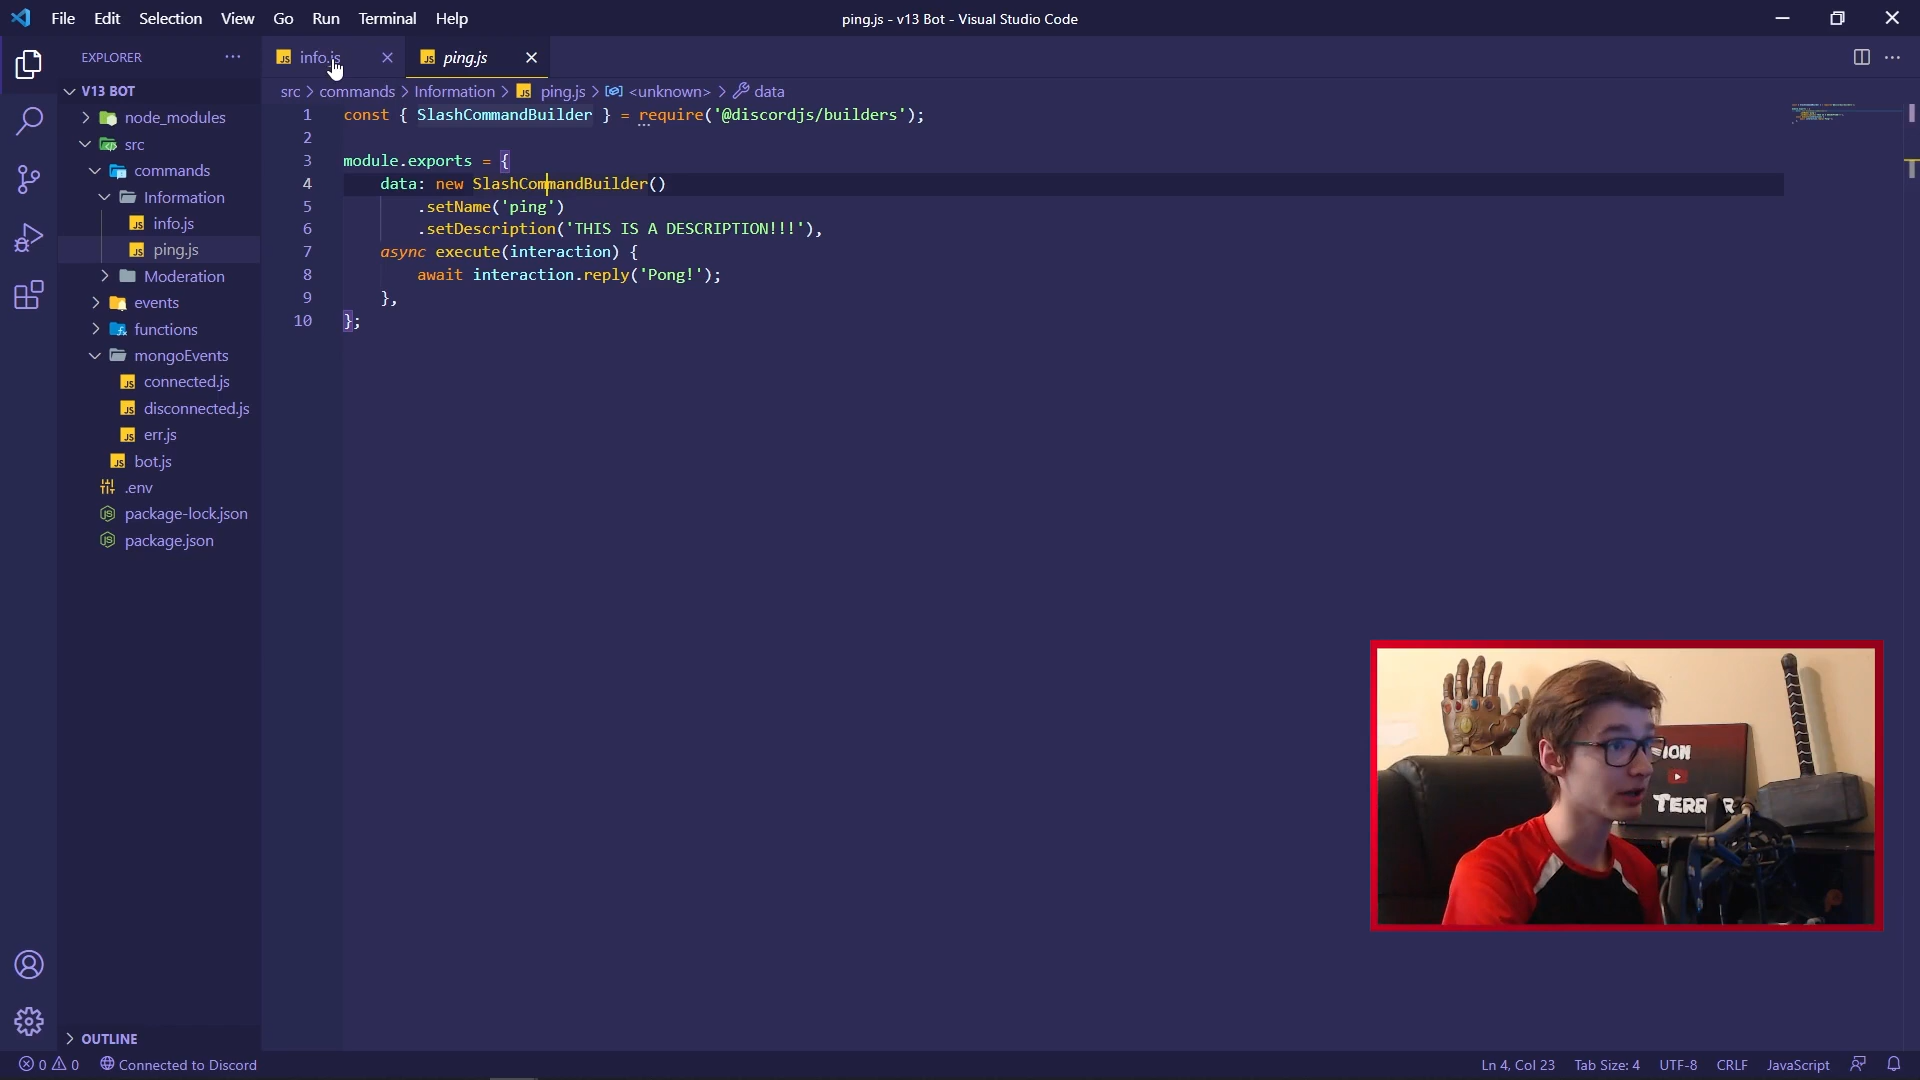 File Edit Selection View Go Run Terminal Help
ping.js - v13 Bot - Visual Studio Code
EXPLORER
info.js
ping.js
V13 BOT
src > commands > Information > ping.js > <unknown> > data
node_modules
src
commands
Information
info.js
ping.js
Moderation
events
functions
mongoEvents
connected.js
disconnected.js
err.js
bot.js
.env
package-lock.json
package.json
OUTLINE
1 const { SlashCommandBuilder } = require('@discordjs/builders');
2
3 module.exports = {
4 data: new SlashCommandBuilder()
5 .setName('ping')
6 .setDescription('THIS IS A DESCRIPTION!!!'),
7 async execute(interaction) {
8 await interaction.reply('Pong!');
9 },
10 };
ION
0 0 Connected to Discord
Ln 4, Col 23 Tab Size: 4 UTF-8 CRLF JavaScript